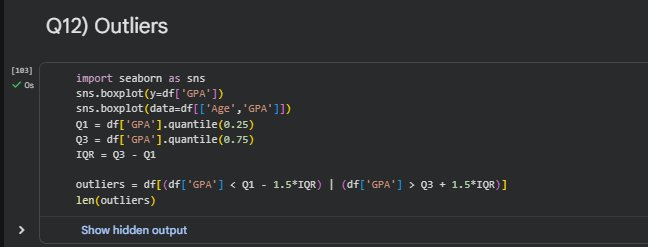 Q12) Outliers
[103]
0s
import seaborn as sns
sns.boxplot(y=df['GPA'])
sns.boxplot(data=df[['Age','GPA']])
Q1 = df['GPA'].quantile(0.25)
Q3 = df['GPA'].quantile(0.75)
IQR = Q3 - Q1
outliers = df[(df['GPA'] < Q1 - 1.5*IQR) | (df['GPA'] > Q3 + 1.5*IQR)]
len(outliers)
Show hidden output